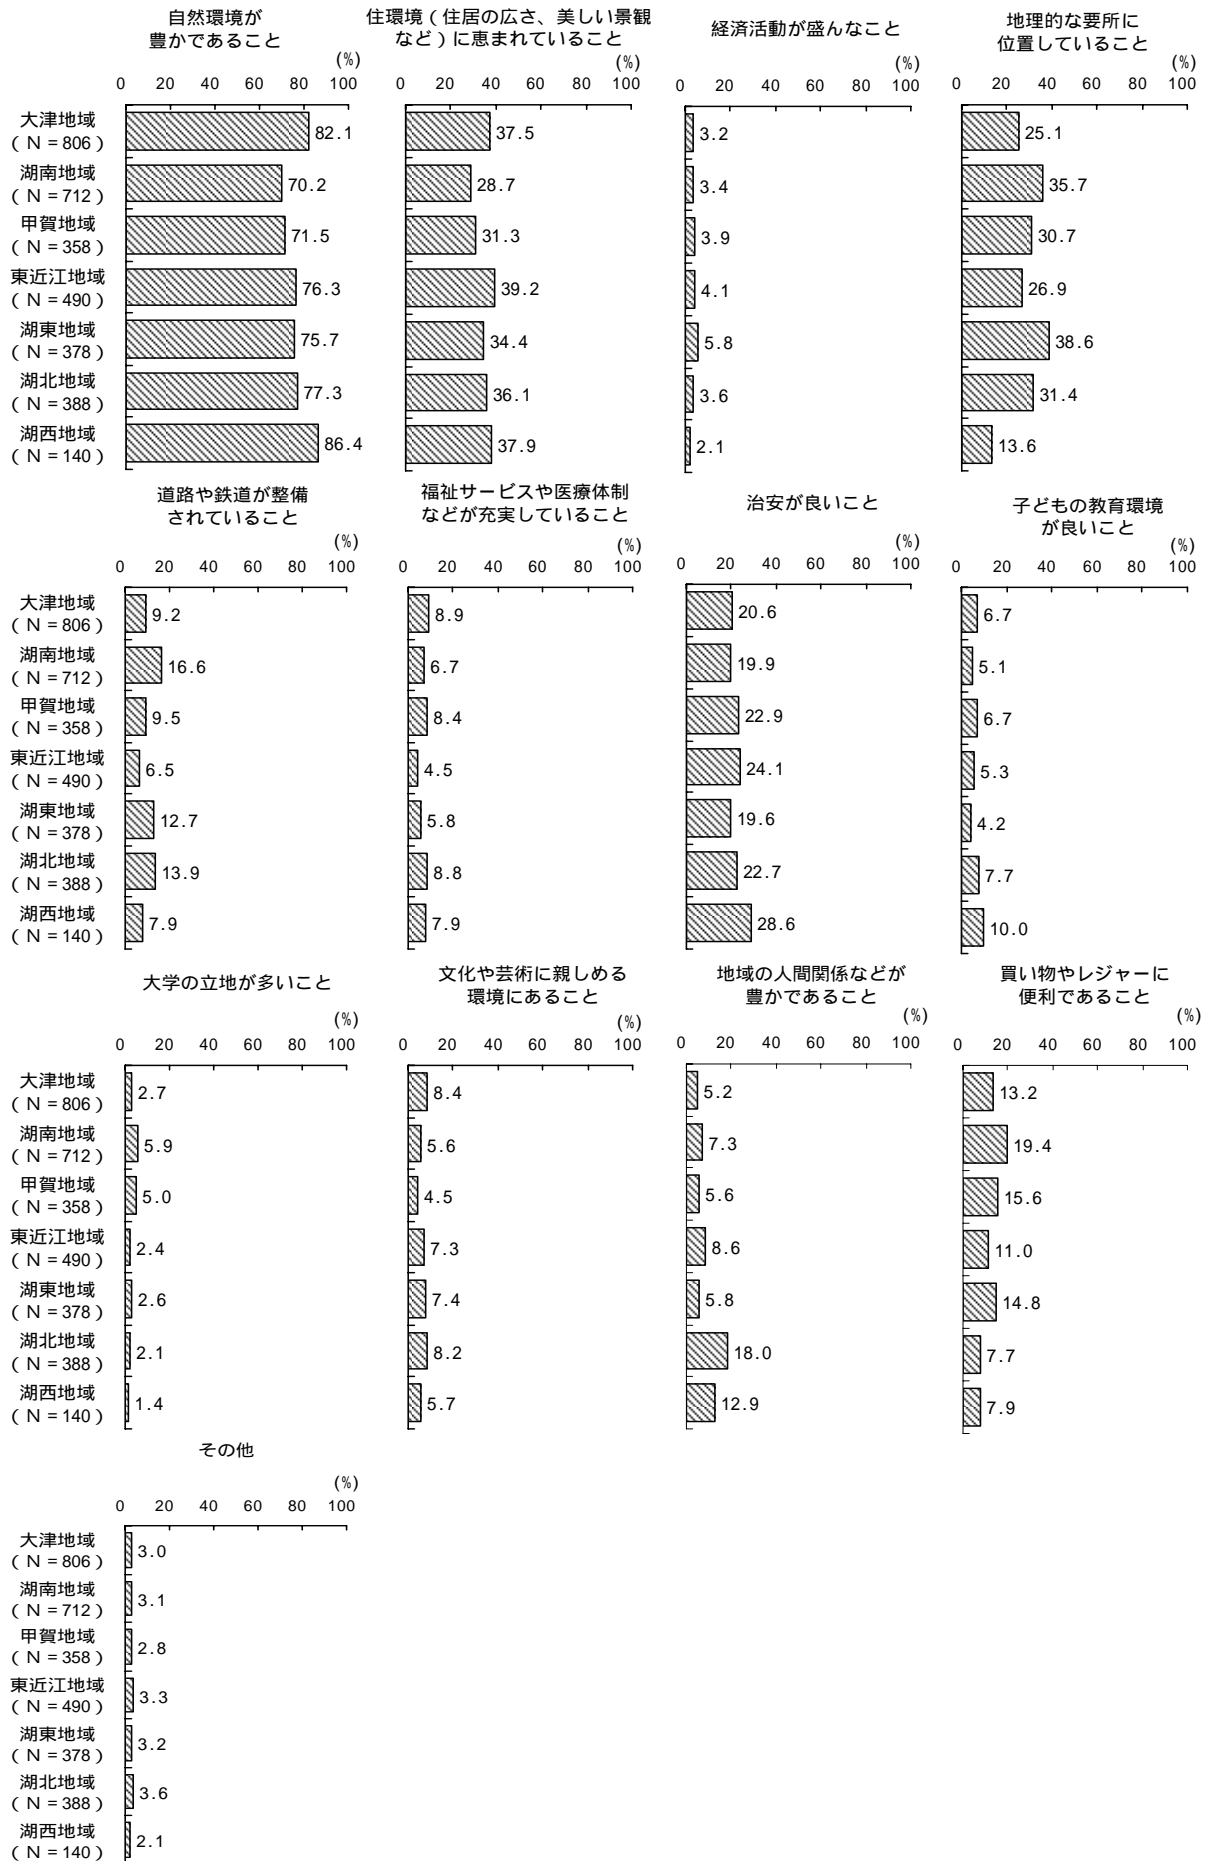 自然環境が
豊かであること
(%)
0 20 40 60 80 100
大津地域
（Ｎ＝806） 82.1
湖南地域
（Ｎ＝712） 70.2
甲賀地域
（Ｎ＝358） 71.5
東近江地域
（Ｎ＝490） 76.3
湖東地域
（Ｎ＝378） 75.7
湖北地域
（Ｎ＝388） 77.3
湖西地域
（Ｎ＝140） 86.4
住環境（住居の広さ、美しい景観
など）に恵まれていること
(%)
0 20 40 60 80 100
37.5
28.7
31.3
39.2
34.4
36.1
37.9
経済活動が盛んなこと
(%)
0 20 40 60 80 100
3.2
3.4
3.9
4.1
5.8
3.6
2.1
地理的な要所に
位置していること
(%)
0 20 40 60 80 100
25.1
35.7
30.7
26.9
38.6
31.4
13.6
道路や鉄道が整備
されていること
(%)
0 20 40 60 80 100
大津地域
（Ｎ＝806） 9.2
湖南地域
（Ｎ＝712） 16.6
甲賀地域
（Ｎ＝358） 9.5
東近江地域
（Ｎ＝490） 6.5
湖東地域
（Ｎ＝378） 12.7
湖北地域
（Ｎ＝388） 13.9
湖西地域
（Ｎ＝140） 7.9
福祉サービスや医療体制
などが充実していること
(%)
0 20 40 60 80 100
8.9
6.7
8.4
4.5
5.8
8.8
7.9
治安が良いこと
(%)
0 20 40 60 80 100
20.6
19.9
22.9
24.1
19.6
22.7
28.6
子どもの教育環境
が良いこと
(%)
0 20 40 60 80 100
6.7
5.1
6.7
5.3
4.2
7.7
10.0
大学の立地が多いこと
(%)
0 20 40 60 80 100
大津地域
（Ｎ＝806） 2.7
湖南地域
（Ｎ＝712） 5.9
甲賀地域
（Ｎ＝358） 5.0
東近江地域
（Ｎ＝490） 2.4
湖東地域
（Ｎ＝378） 2.6
湖北地域
（Ｎ＝388） 2.1
湖西地域
（Ｎ＝140） 1.4
文化や芸術に親しめる
環境にあること
(%)
0 20 40 60 80 100
8.4
5.6
4.5
7.3
7.4
8.2
5.7
地域の人間関係などが
豊かであること
(%)
0 20 40 60 80 100
5.2
7.3
5.6
8.6
5.8
18.0
12.9
買い物やレジャーに
便利であること
(%)
0 20 40 60 80 100
13.2
19.4
15.6
11.0
14.8
7.7
7.9
その他
(%)
0 20 40 60 80 100
大津地域
（Ｎ＝806） 3.0
湖南地域
（Ｎ＝712） 3.1
甲賀地域
（Ｎ＝358） 2.8
東近江地域
（Ｎ＝490） 3.3
湖東地域
（Ｎ＝378） 3.2
湖北地域
（Ｎ＝388） 3.6
湖西地域
（Ｎ＝140） 2.1